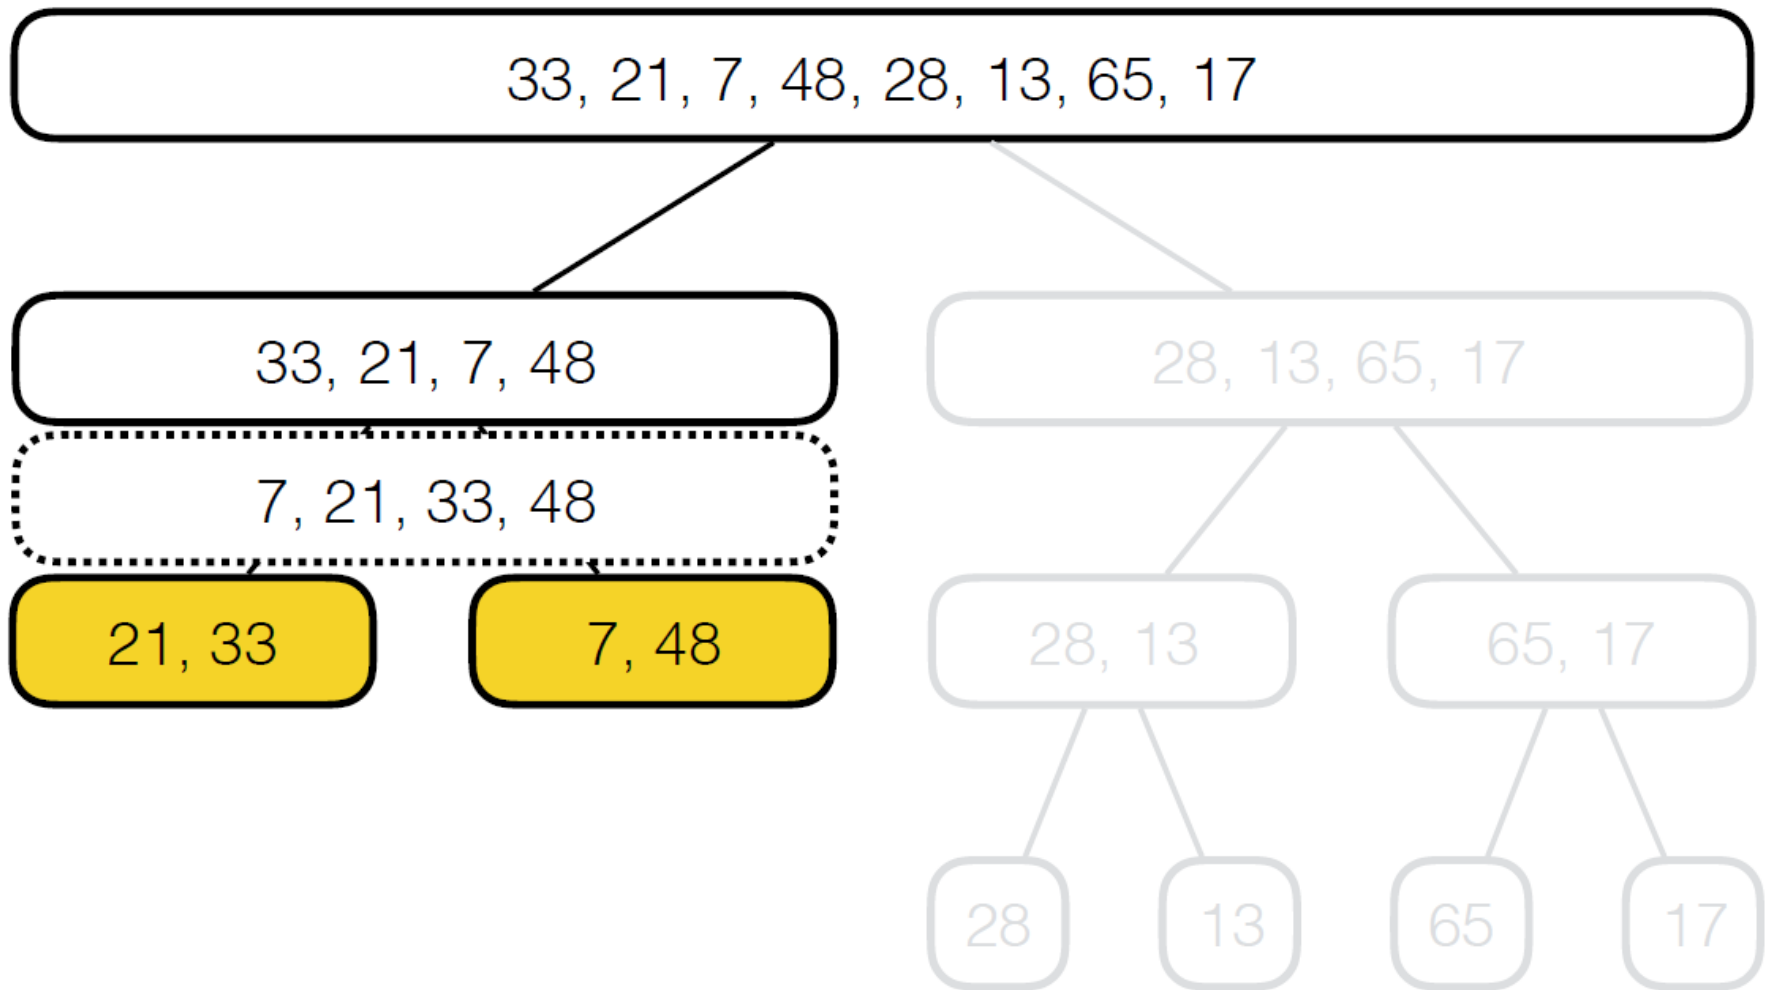 33, 21, 7, 48, 28, 13, 65, 17
33, 21, 7, 48
28, 13, 65, 17
7, 21, 33, 48
21, 33
7, 48
28, 13
65, 17
28
13
65
17